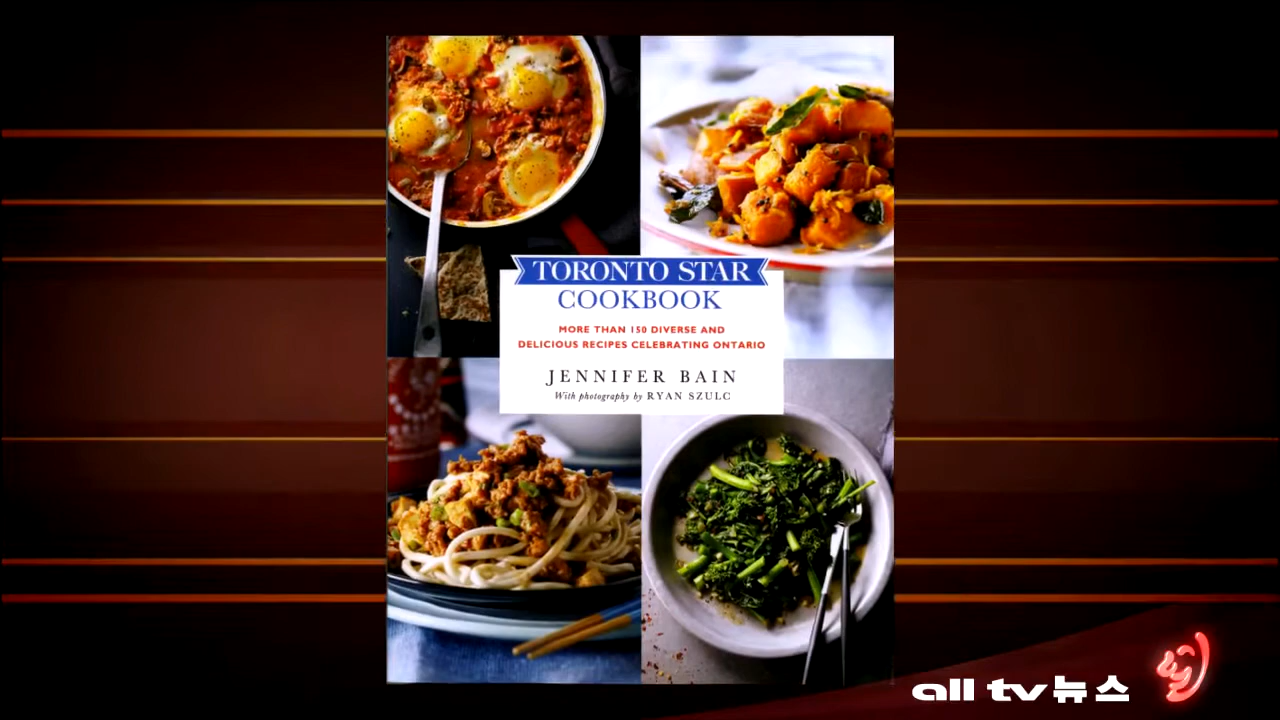 TORONTO STAR
COOKBOOK
MORE THAN 150 DIVERSE AND
DELICIOUS RECIPES CELEBRATING ONTARIO
JENNIFER BAIN
With photography by RYAN SZULC
all tv뉴스